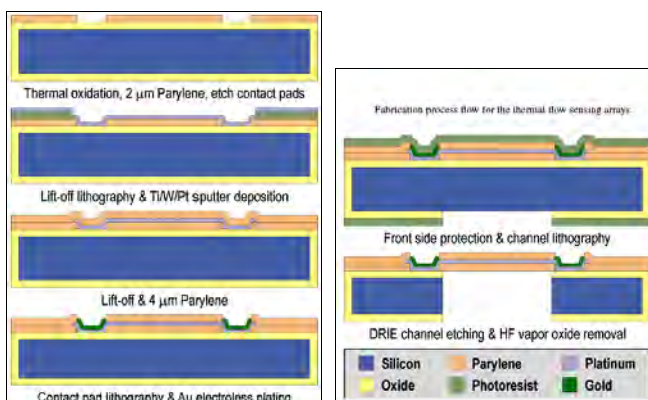 Thermal oxidation, 2 μm Parylene, etch contact pads
Lift-off lithography & Ti/W/Pt sputter deposition
Lift-off & 4 μm Parylene
Contact pad lithography & Au electroless plating
Fabrication process flow for the thermal flow sensing arrays
Front side protection & channel lithography
DRIE channel etching & HF vapor oxide removal
Silicon Parylene Platinum
Oxide Photoresist Gold